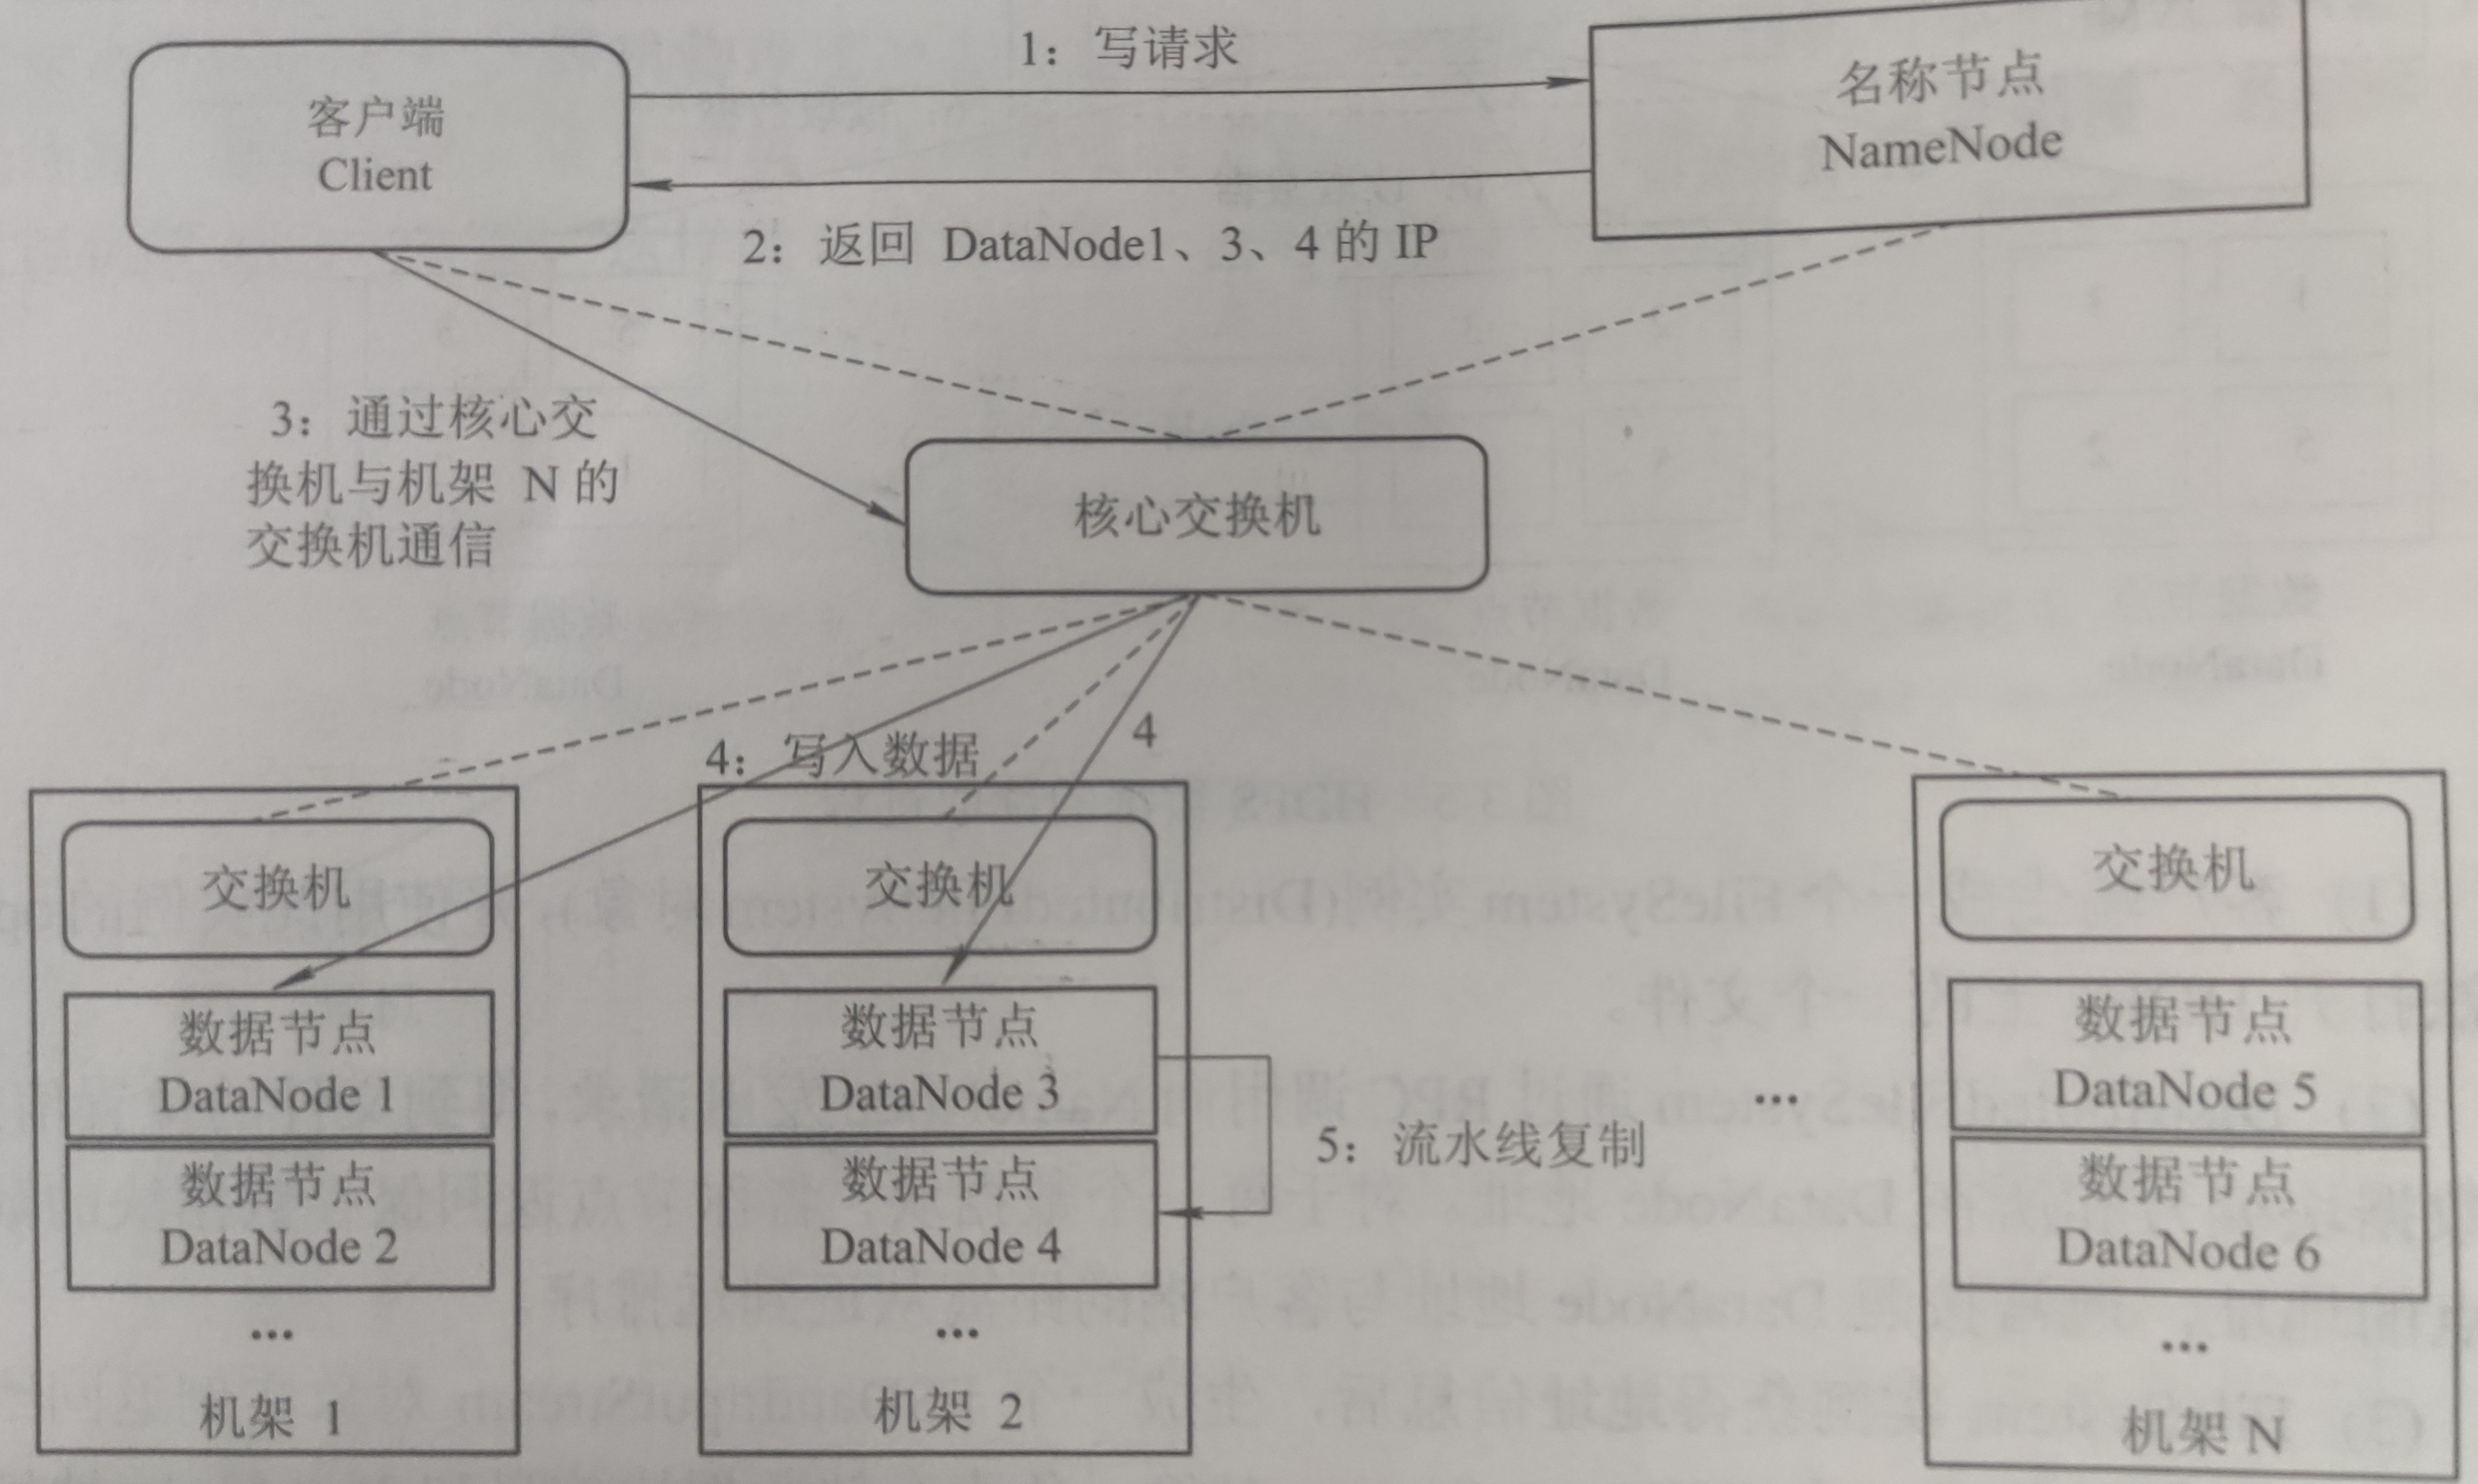 1：写请求
客户端
Client
名称节点
NameNode
2：返回 DataNode1、3、4 的 IP
3：通过核心交
换机与机架 N 的
交换机通信
核心交换机
4：写入数据
4
交换机
数据节点
DataNode 1
数据节点
DataNode 2
...
机架 1
交换机
数据节点
DataNode 3
数据节点
DataNode 4
...
机架 2
5：流水线复制
...
交换机
数据节点
DataNode 5
数据节点
DataNode 6
...
机架 N